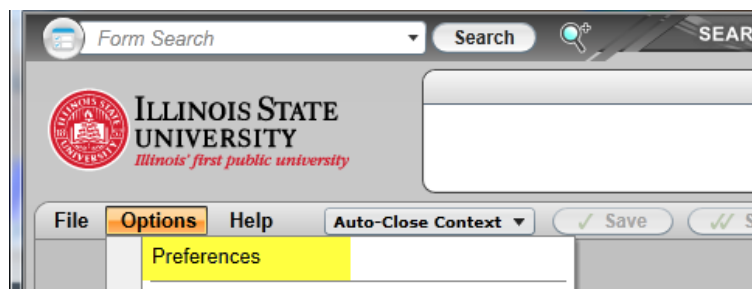 Form Search Search SEAR
ILLINOIS STATE
UNIVERSITY
Illinois' first public university
File Options Help Auto-Close Context Save S
Preferences